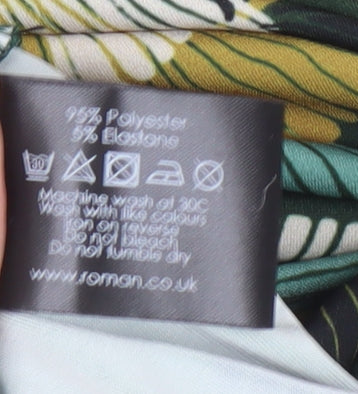 95% Polyester
5% Elastane
30
Machine wash at 30C
Wash with like colours
Iron on reverse
Do not bleach
Do not tumble dry
www.roman.co.uk